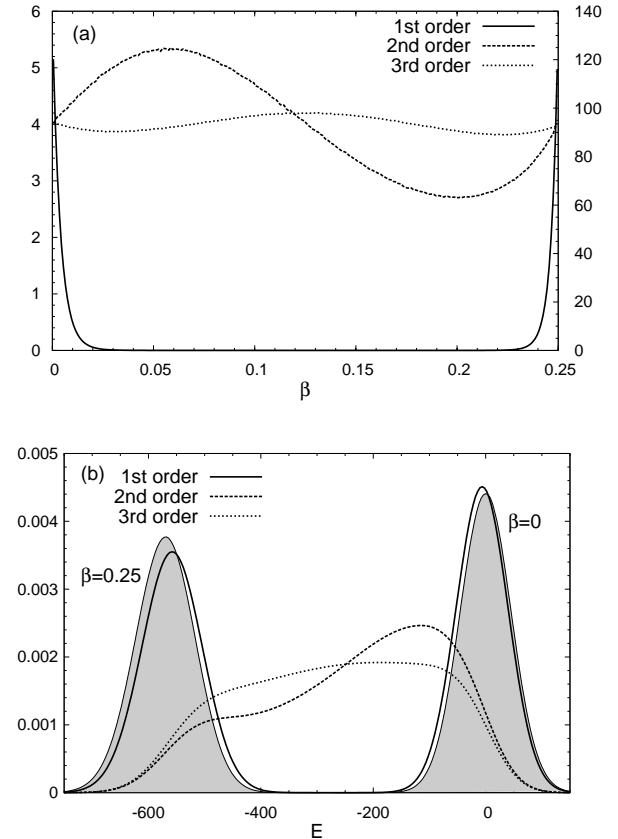 6
5
4
3
2
1
0
140
120
100
80
60
40
20
0
(a)
1st order
2nd order
3rd order
0
0.05
0.1
0.15
0.2
0.25
β
0.005
0.004
0.003
0.002
0.001
0
(b)
1st order
2nd order
3rd order
β=0.25
β=0
-600
-400
-200
0
E